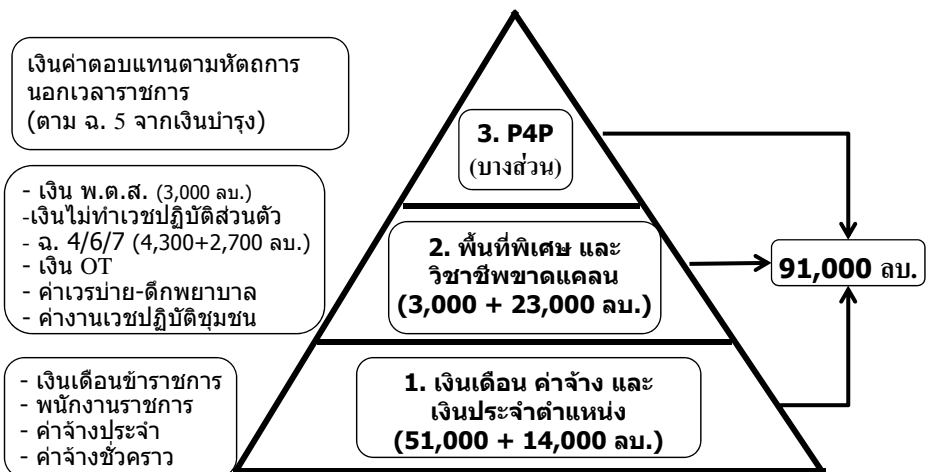 เงินค่าตอบแทนตามหัตถการ
นอกเวลาราชการ
(ตาม ฉ. 5 จากเงินบำรุง)
3. P4P
(บางส่วน)
- เงิน พ.ต.ส. (3,000 ลบ.)
-เงินไม่ทำเวชปฏิบัติส่วนตัว
- ฉ. 4/6/7 (4,300+2,700 ลบ.)
- เงิน OT
- ค่าเวรบ่าย-ดึกพยาบาล
- ค่างานเวชปฏิบัติชุมชน
2. พื้นที่พิเศษ และ
วิชาชีพขาดแคลน
(3,000 + 23,000 ลบ.)
91,000 ลบ.
- เงินเดือนข้าราชการ
- พนักงานราชการ
- ค่าจ้างประจำ
- ค่าจ้างชั่วคราว
1. เงินเดือน ค่าจ้าง และ
เงินประจำตำแหน่ง
(51,000 + 14,000 ลบ.)